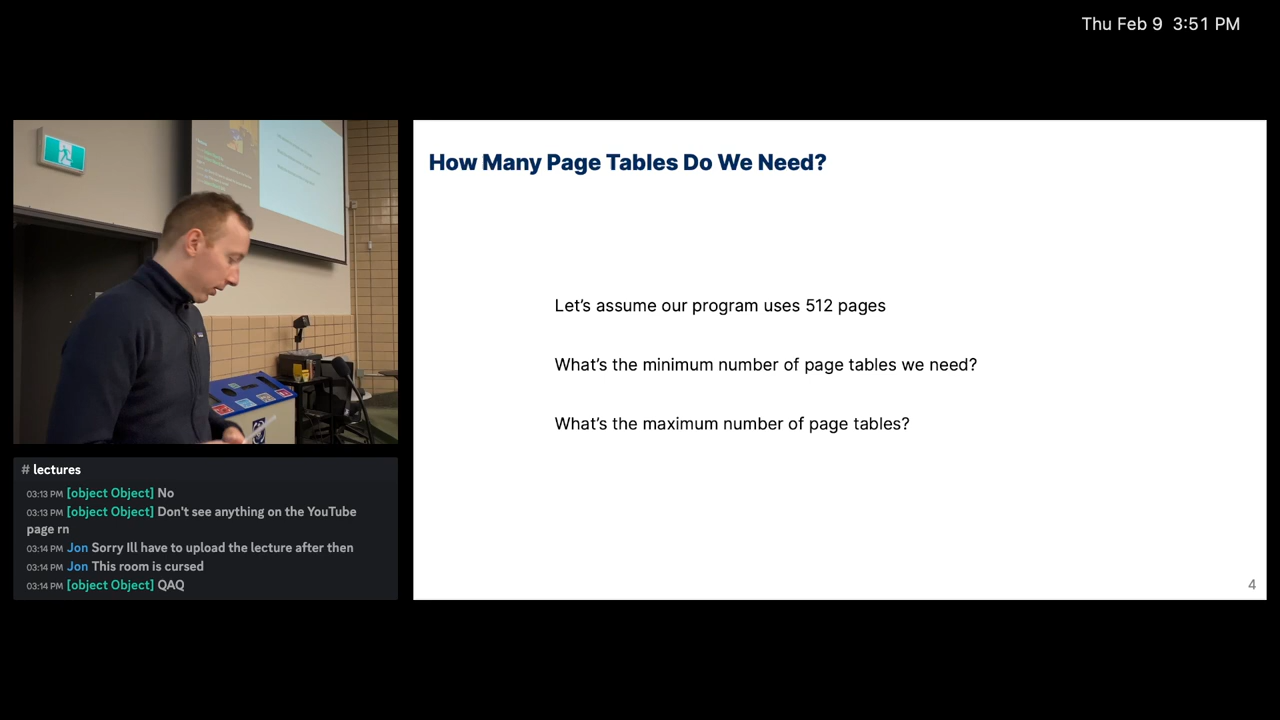 Thu Feb 9 3:51 PM
How Many Page Tables Do We Need?
Let's assume our program uses 512 pages
What's the minimum number of page tables we need?
What's the maximum number of page tables?
4
# lectures
03:13 PM [object Object] No
03:13 PM [object Object] Don't see anything on the YouTube
page rn
03:14 PM Jon Sorry Ill have to upload the lecture after then
03:14 PM Jon This room is cursed
03:14 PM [object Object] QAQ